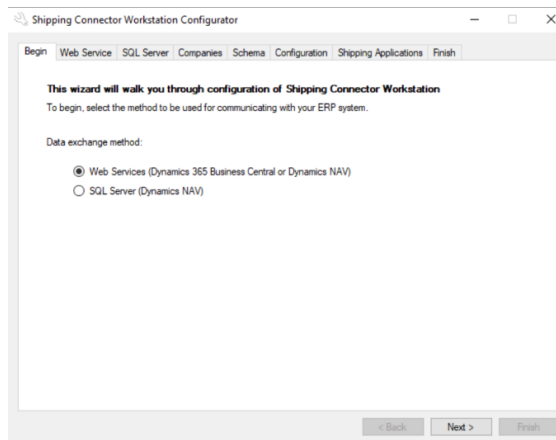 Shipping Connector Workstation Configurator
Begin Web Service SQL Server Companies Schema Configuration Shipping Applications Finish
This wizard will walk you through configuration of Shipping Connector Workstation
To begin, select the method to be used for communicating with your ERP system.
Data exchange method:
Web Services (Dynamics 365 Business Central or Dynamics NAV)
SQL Server (Dynamics NAV)
< Back Next > Finish